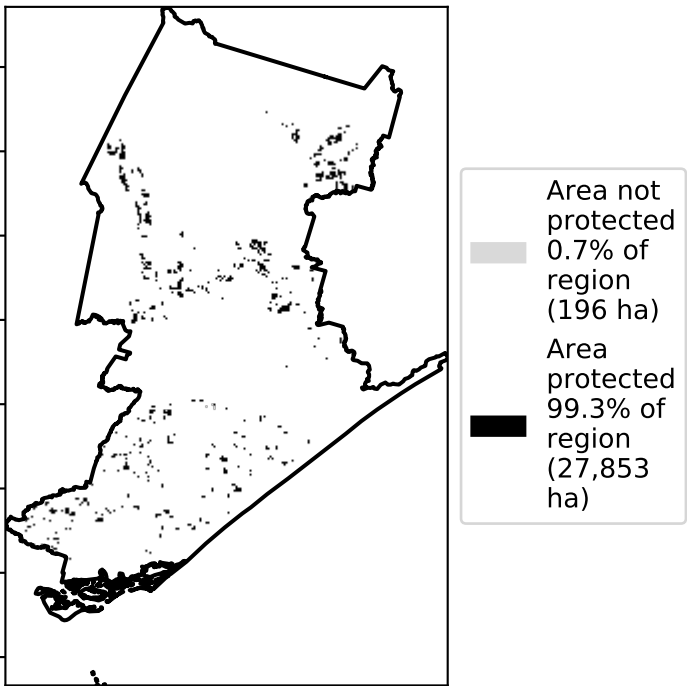 Area not
protected
0.7% of
region
(196 ha)
Area
protected
99.3% of
region
(27,853
ha)